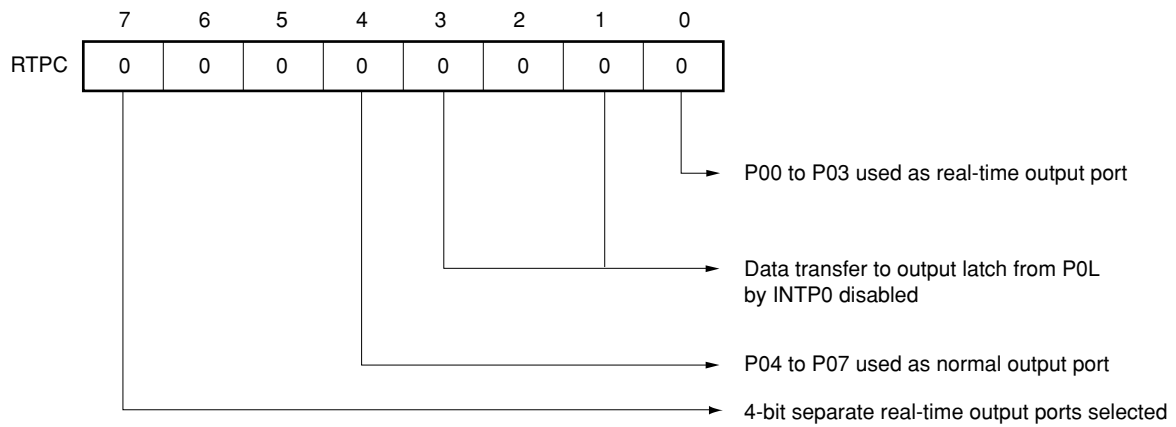 7 6 5 4 3 2 1 0
RTPC 0 0 0 0 0 0 0 0
P00 to P03 used as real-time output port
Data transfer to output latch from P0L
by INTP0 disabled
P04 to P07 used as normal output port
4-bit separate real-time output ports selected